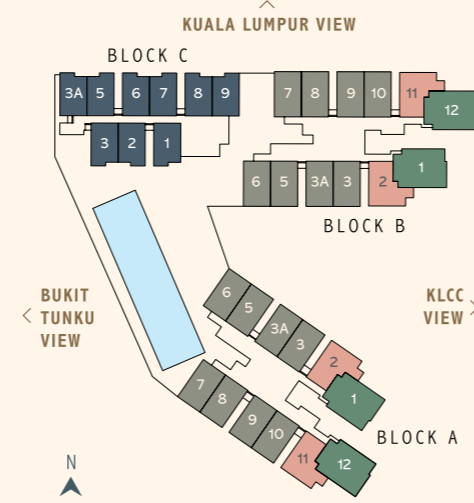 KUALA LUMPUR VIEW
BLOCK C
3A 5 6 7 8 9
3 2 1
7 8 9 10 11 12
6 5 3A 3 2 1
BLOCK B
BUKIT
TUNKU
VIEW
KLCC
VIEW
6 5 3A 3 2 1
7 8 9 10 11 12
BLOCK A
N